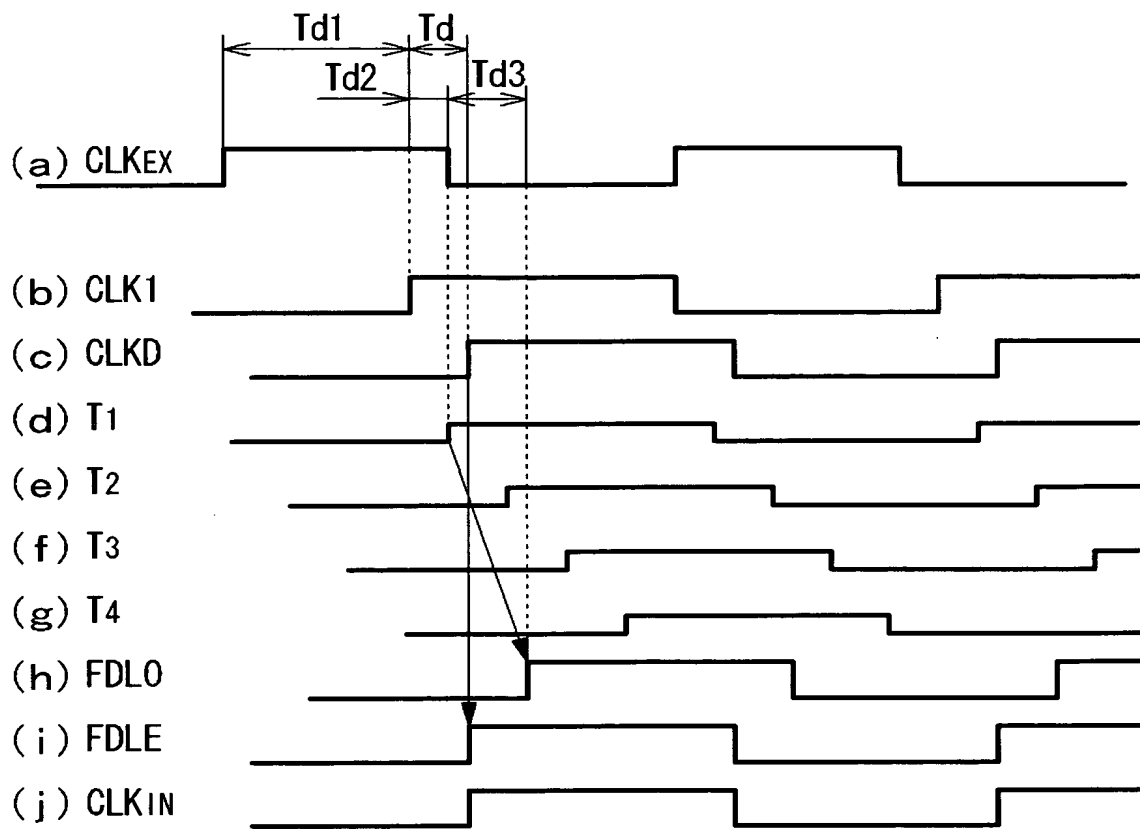 Td1 Td
Td2 Td3
(a) CLKEX
(b) CLK1
(c) CLKD
(d) T1
(e) T2
(f) T3
(g) T4
(h) FDLO
(i) FDLE
(j) CLKIN